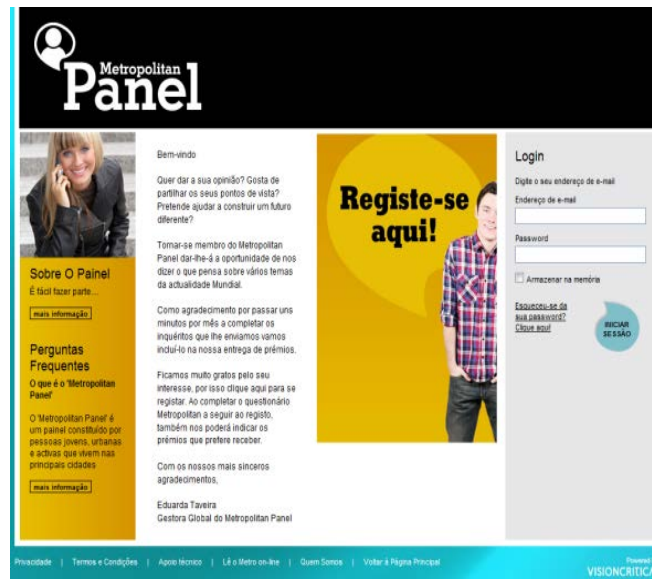 Metropolitan
Panel
Sobre O Painel
É fácil fazer parte...
mais informação
Perguntas
Frequentes
O que é o 'Metropolitan
Panel'
O 'Metropolitan Panel' é
um painel constituído por
pessoas jovens, urbanas
e activas que vivem nas
principais cidades
mais informação
Bem-vindo
Quer dar a sua opinião? Gosta de
partilhar os seus pontos de vista?
Pretende ajudar a construir um futuro
diferente?
Tornar-se membro do Metropolitan
Panel dar-lhe-á a oportunidade de nos
dizer o que pensa sobre vários temas
da actualidade Mundial.
Como agradecimento por passar uns
minutos por mês a completar os
inquéritos que lhe enviamos vamos
incluí-lo na nossa entrega de prémios.
Ficamos muito gratos pelo seu
interesse, por isso clique aqui para se
registar. Ao completar o questionário
Metropolitan a seguir ao registo,
também nos poderá indicar os
prémios que prefere receber.
Com os nossos mais sinceros
agradecimentos,
Eduarda Taveira
Gestora Global do Metropolitan Panel
Registe-se
aqui!
Login
Digite o seu endereço de e-mail
Endereço de e-mail
Password
Armazenar na memória
Esqueceu-se da
sua password?
Clique aqui!
INICIAR
SESSÃO
Privacidade | Termos e Condições | Apoio técnico | Lê o Metro on-line | Quem Somos | Voltar à Página Principal
Powered
VISIONCRITICA